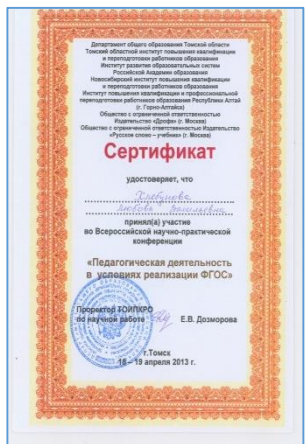 Департамент общего образования Томской области
Томский областной институт повышения квалификации
и переподготовки работников образования
Институт развития образовательных систем
Российской Академии образования
Новосибирский институт повышения квалификации
и переподготовки работников образования
Институт повышения квалификации и профессиональной
переподготовки работников образования Республики Алтай
(г. Горно-Алтайск)
Общество с ограниченной ответственностью
Издательство «Дрофа» (г. Москва)
Общество с ограниченной ответственностью Издательство
«Русское слово – учебник» (г. Москва)
Сертификат
удостоверяет, что
Хлебунова
Любовь Васильевна
принял(а) участие
во Всероссийской научно-практической
конференции
«Педагогическая деятельность
в условиях реализации ФГОС»
Проректор ТОИПКРО
по научной работе Е.В. Дозморова
г.Томск
18 – 19 апреля 2013 г.